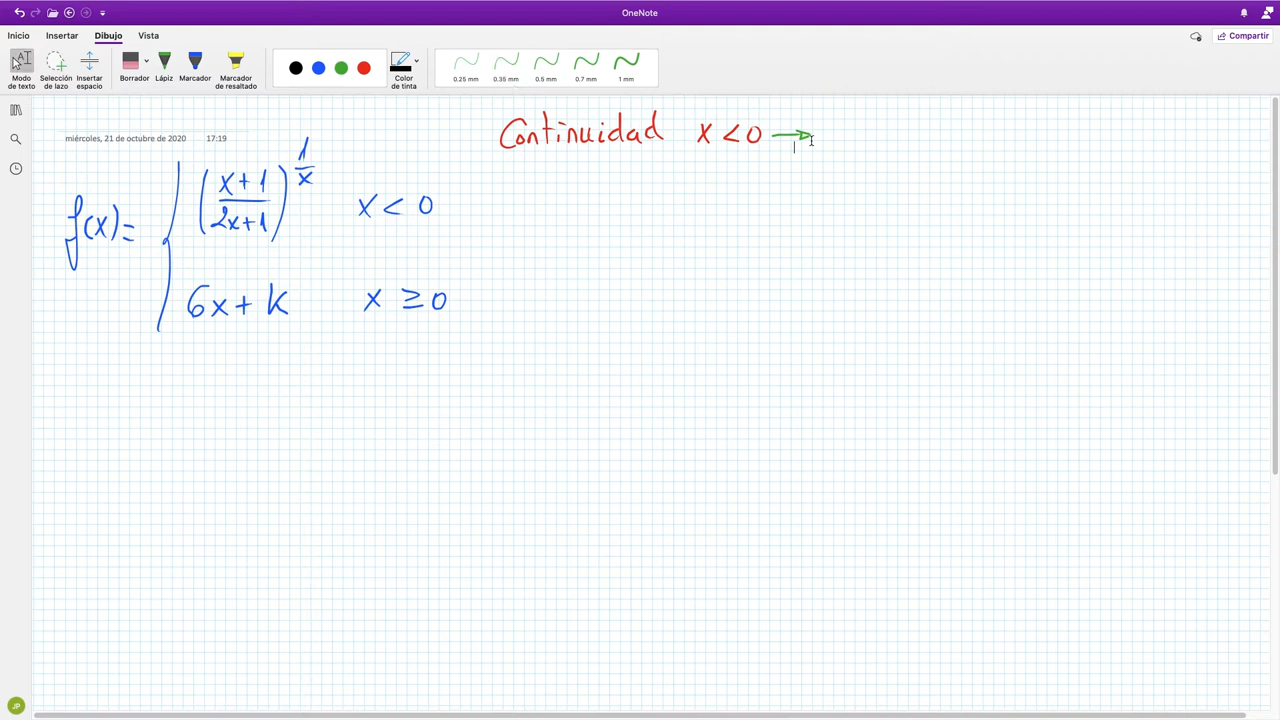 OneNote
Inicio Insertar Dibujo Vista
Compartir
Modo de texto
Selección de lazo
Insertar espacio
Borrador
Lápiz
Marcador
Marcador de resaltado
Color de tinta
0.25 mm 0.35 mm 0.5 mm 0.7 mm 1 mm
miércoles, 21 de octubre de 2020 17:19
Continuidad x < 0 →
f(x) = { ((x+1)/(2x+1))^(1/x) x < 0
6x + k x ≥ 0
JP